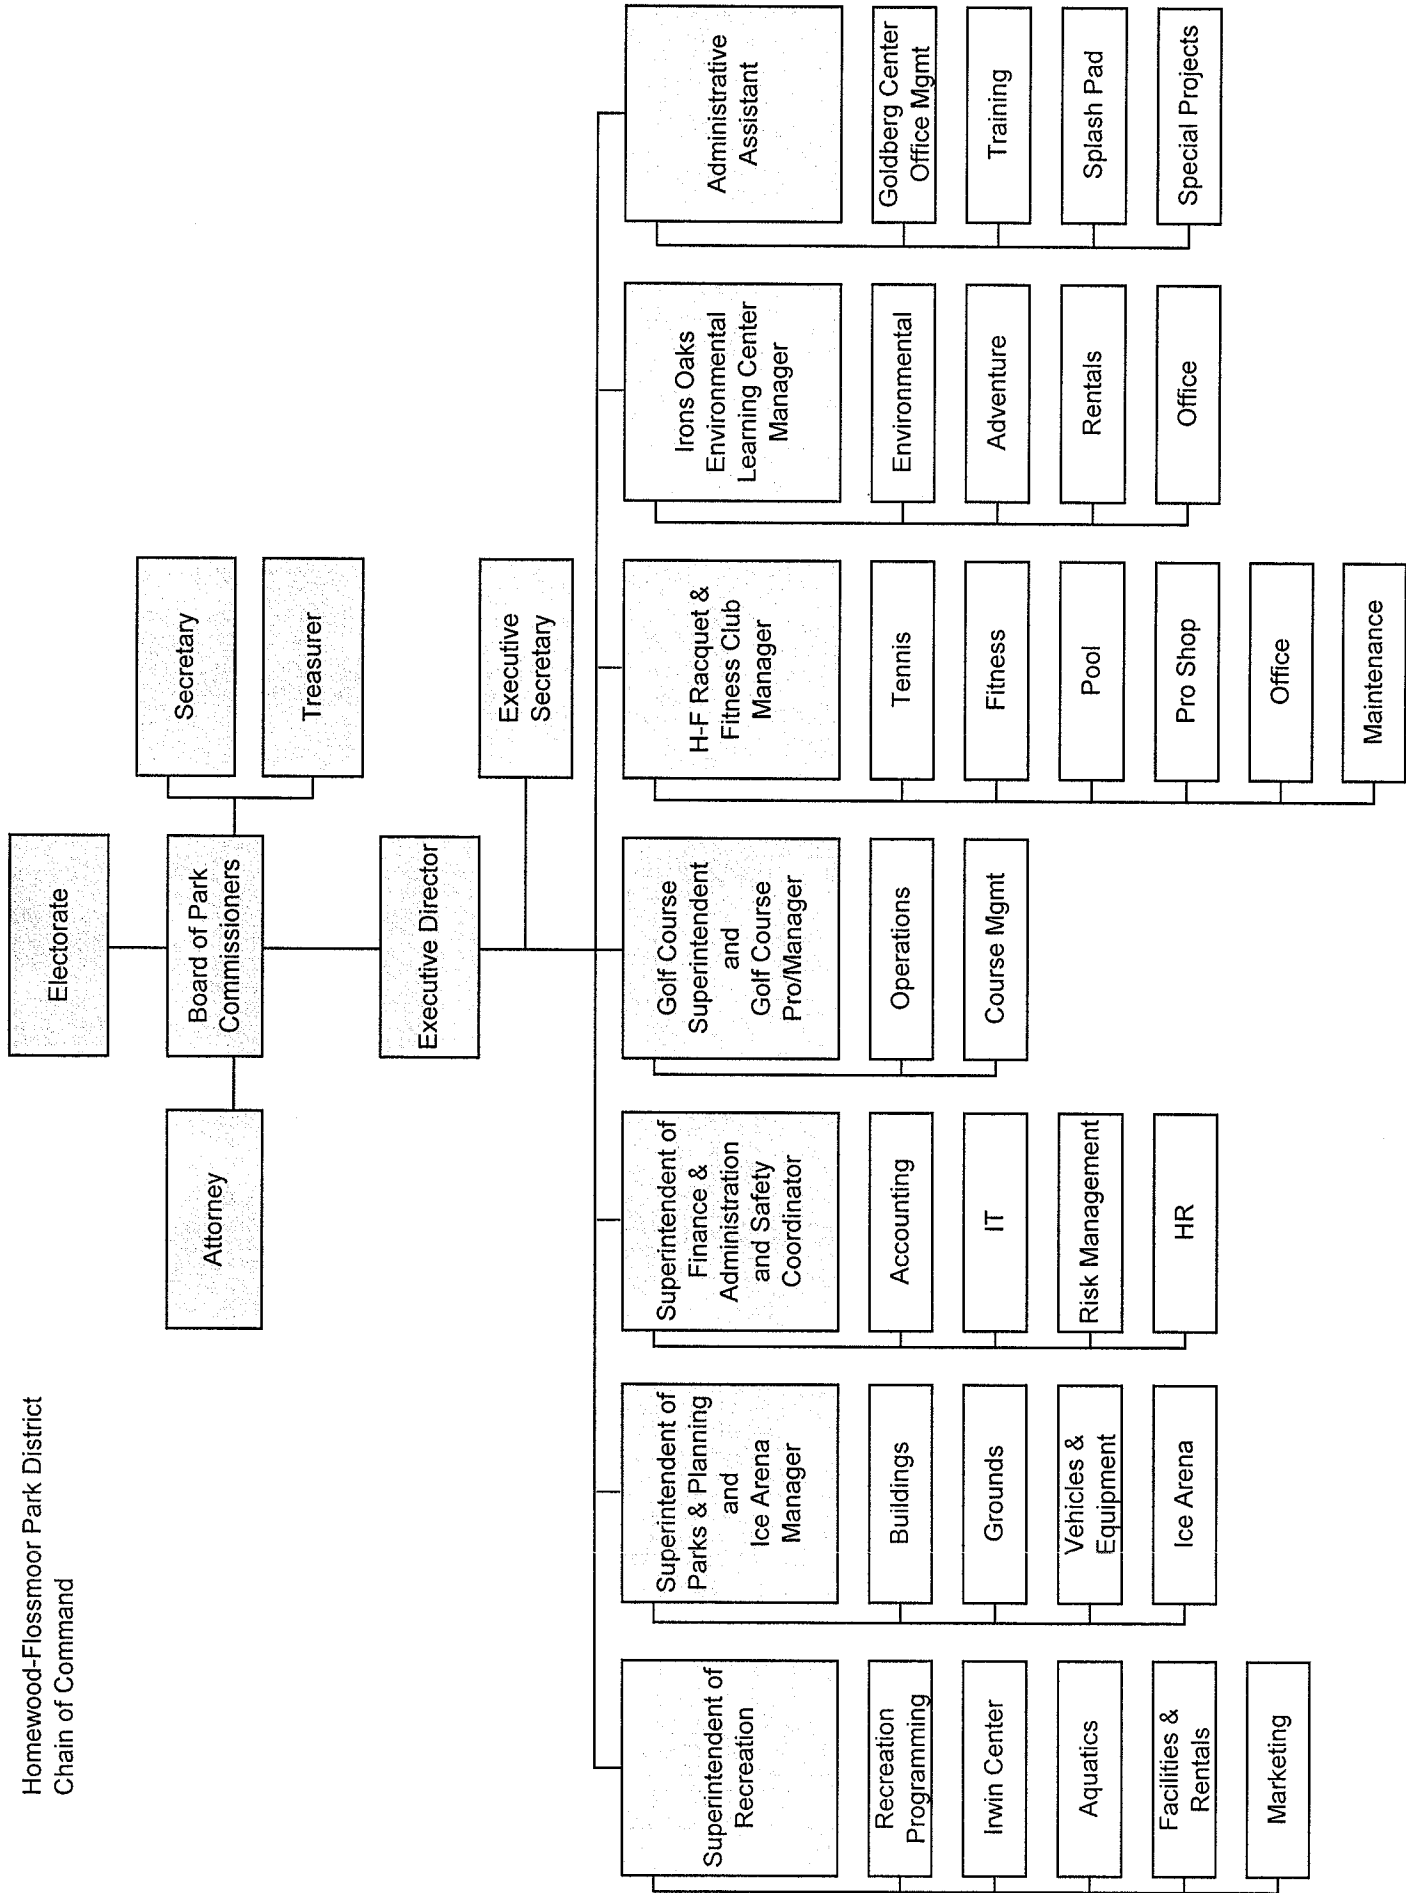 Homewood-Flossmoor Park District
Chain of Command
Electorate
Attorney
Board of Park
Commissioners
Secretary
Treasurer
Executive Director
Executive
Secretary
Superintendent of
Recreation
Recreation
Programming
Irwin Center
Aquatics
Facilities &
Rentals
Marketing
Superintendent of
Parks & Planning
and
Ice Arena
Manager
Buildings
Grounds
Vehicles &
Equipment
Ice Arena
Superintendent of
Finance &
Administration
and Safety
Coordinator
Accounting
IT
Risk Management
HR
Golf Course
Superintendent
and
Golf Course
Pro/Manager
Operations
Course Mgmt
H-F Racquet &
Fitness Club
Manager
Tennis
Fitness
Pool
Pro Shop
Office
Maintenance
Irons Oaks
Environmental
Learning Center
Manager
Environmental
Adventure
Rentals
Office
Administrative
Assistant
Goldberg Center
Office Mgmt
Training
Splash Pad
Special Projects